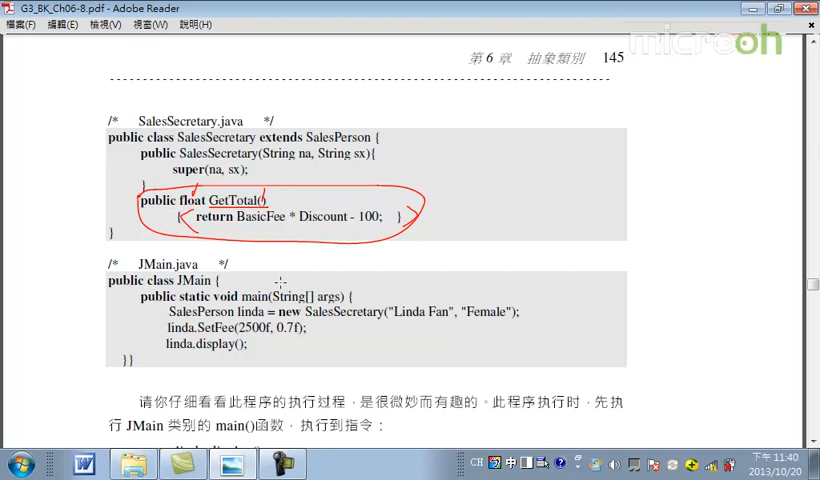 G3_BK_Ch06-8.pdf - Adobe Reader
檔案(F) 編輯(E) 檢視(V) 視窗(W) 說明(H)
microoh
第 6 章 抽象類別 145
/* SalesSecretary.java */
public class SalesSecretary extends SalesPerson {
public SalesSecretary(String na, String sx){
super(na, sx);
}
public float GetTotal()
{ return BasicFee * Discount - 100; }
}
/* JMain.java */
public class JMain {
public static void main(String[] args) {
SalesPerson linda = new SalesSecretary("Linda Fan", "Female");
linda.SetFee(2500f, 0.7f);
linda.display();
}}
请你仔细看看此程序的执行过程，是很微妙而有趣的。此程序执行时，先执
行 JMain 类别的 main()函数，执行到指令：
CH 中
下午 11:40
2013/10/20